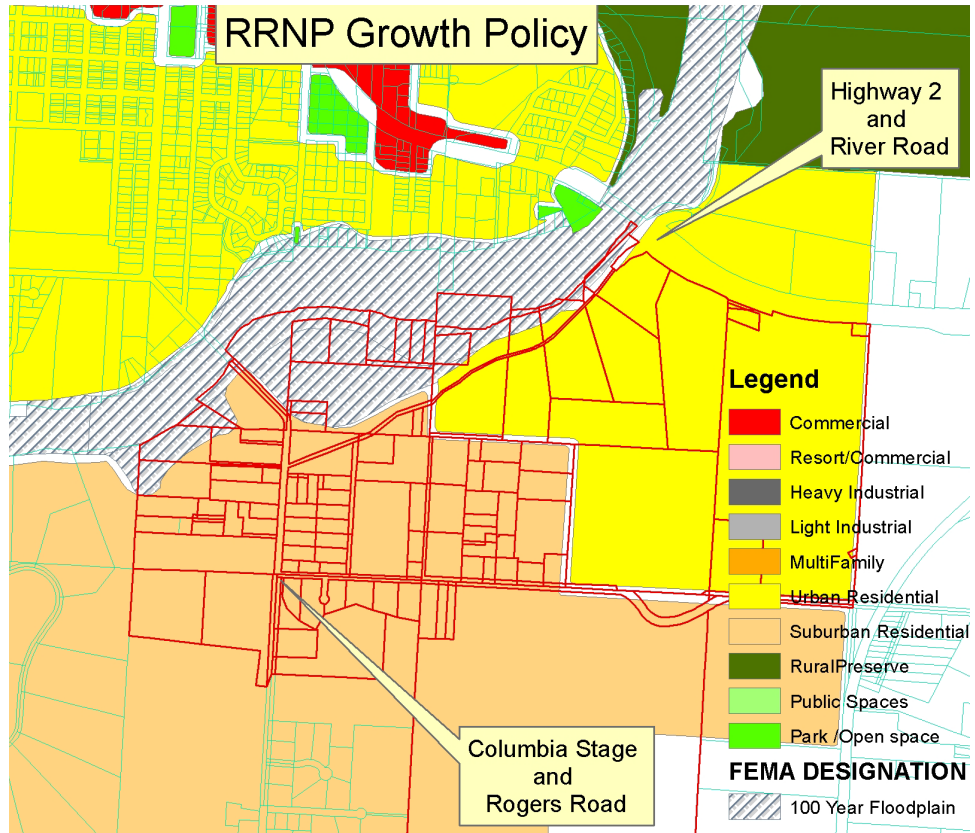 RRNP Growth Policy
Highway 2
and
River Road
Legend
Commercial
Resort/Commercial
Heavy Industrial
Light Industrial
MultiFamily
Urban Residential
Suburban Residential
RuralPreserve
Public Spaces
Park /Open space
FEMA DESIGNATION
100 Year Floodplain
Columbia Stage
and
Rogers Road